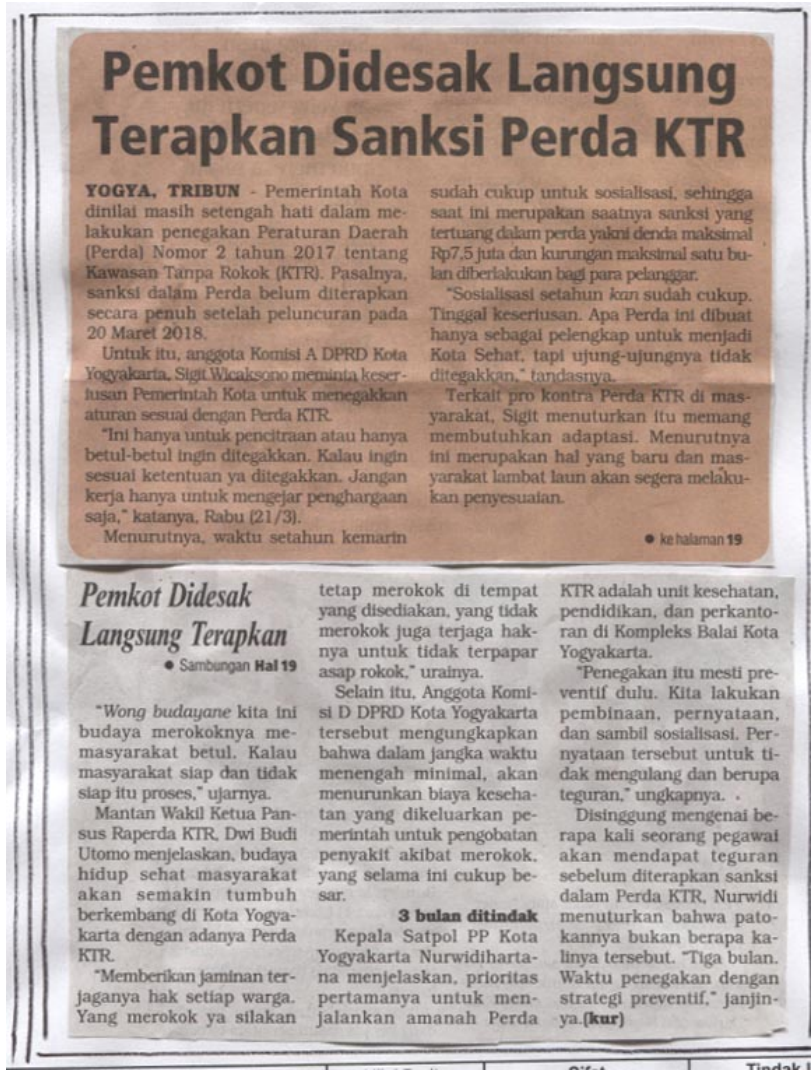 Pemkot Didesak Langsung
Terapkan Sanksi Perda KTR
YOGYA, TRIBUN - Pemerintah Kota
dinilai masih setengah hati dalam me-
lakukan penegakan Peraturan Daerah
(Perda) Nomor 2 tahun 2017 tentang
Kawasan Tanpa Rokok (KTR). Pasalnya,
sanksi dalam Perda belum diterapkan
secara penuh setelah peluncuran pada
20 Maret 2018.
Untuk itu, anggota Komisi A DPRD Kota
Yogyakarta, Sigit Wicaksono meminta keser-
iusan Pemerintah Kota untuk menegakkan
aturan sesuai dengan Perda KTR.
"Ini hanya untuk pencitraan atau hanya
betul-betul ingin ditegakkan. Kalau ingin
sesuai ketentuan ya ditegakkan. Jangan
kerja hanya untuk mengejar penghargaan
saja," katanya, Rabu (21/3).
Menurutnya, waktu setahun kemarin
sudah cukup untuk sosialisasi, sehingga
saat ini merupakan saatnya sanksi yang
tertuang dalam perda yakni denda maksimal
Rp7,5 juta dan kurungan maksimal satu bu-
lan diberlakukan bagi para pelanggar.
"Sosialisasi setahun kan sudah cukup.
Tinggal keseriusan. Apa Perda ini dibuat
hanya sebagai pelengkap untuk menjadi
Kota Sehat, tapi ujung-ujungnya tidak
ditegakkan," tandasnya.
Terkait pro kontra Perda KTR di mas-
yarakat, Sigit menuturkan itu memang
membutuhkan adaptasi. Menurutnya
ini merupakan hal yang baru dan mas-
yarakat lambat laun akan segera melaku-
kan penyesuaian.
● ke halaman 19
Pemkot Didesak
Langsung Terapkan
● Sambungan Hal 19
"Wong budayane kita ini
budaya merokoknya me-
masyarakat betul. Kalau
masyarakat siap dan tidak
siap itu proses," ujarnya.
Mantan Wakil Ketua Pan-
sus Raperda KTR, Dwi Budi
Utomo menjelaskan, budaya
hidup sehat masyarakat
akan semakin tumbuh
berkembang di Kota Yogya-
karta dengan adanya Perda
KTR.
"Memberikan jaminan ter-
jaganya hak setiap warga.
Yang merokok ya silakan
tetap merokok di tempat
yang disediakan, yang tidak
merokok juga terjaga hak-
nya untuk tidak terpapar
asap rokok," urainya.
Selain itu, Anggota Komi-
si D DPRD Kota Yogyakarta
tersebut mengungkapkan
bahwa dalam jangka waktu
menengah minimal, akan
menurunkan biaya keseha-
tan yang dikeluarkan pe-
merintah untuk pengobatan
penyakit akibat merokok,
yang selama ini cukup be-
sar.
3 bulan ditindak
Kepala Satpol PP Kota
Yogyakarta Nurwidiharta-
na menjelaskan, prioritas
pertamanya untuk men-
jalankan amanah Perda
KTR adalah unit kesehatan,
pendidikan, dan perkanto-
ran di Kompleks Balai Kota
Yogyakarta.
"Penegakan itu mesti pre-
ventif dulu. Kita lakukan
pembinaan, pernyataan,
dan sambil sosialisasi. Per-
nyataan tersebut untuk ti-
dak mengulang dan berupa
teguran," ungkapnya.
Disinggung mengenai be-
rapa kali seorang pegawai
akan mendapat teguran
sebelum diterapkan sanksi
dalam Perda KTR, Nurwidi
menuturkan bahwa pato-
kannya bukan berapa ka-
linya tersebut. "Tiga bulan.
Waktu penegakan dengan
strategi preventif," janjin-
ya.(kur)